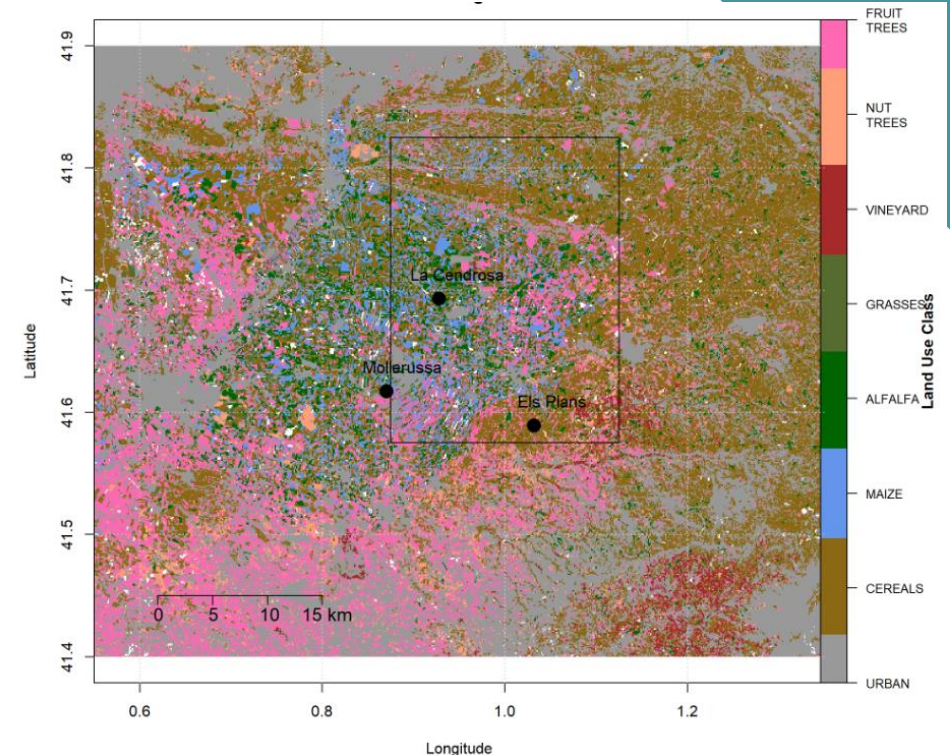 41.9
41.8
41.7
41.6
41.5
41.4
Latitude
La Cendrosa
Mollerussa
Els Plans
0 5 10 15 km
0.6 0.8 1.0 1.2
Longitude
FRUIT
TREES
NUT
TREES
VINEYARD
GRASSES
ALFALFA
MAIZE
CEREALS
URBAN
Land Use Class